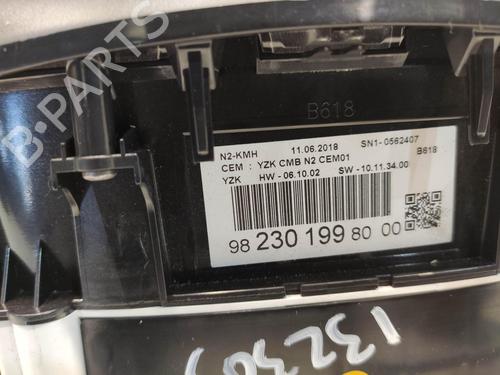 B-PARTS
B618
N2-KMH 11.06.2018 SN1-0562407
CEM : YZK CMB N2 CEM01 B618
YZK HW -06.10.02 SW -10.11.34.00
98 230 199 80 00